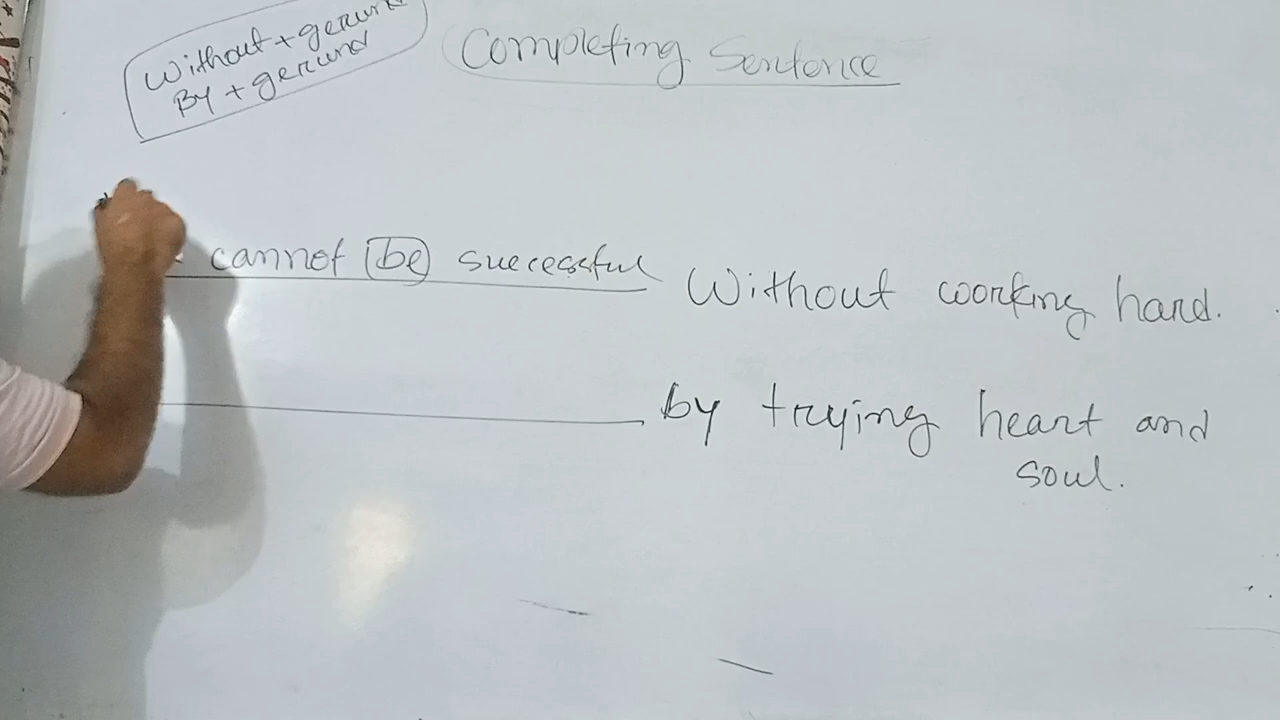 Without + gerund
By + gerund
Completing Sentence
cannot be successful Without working hard.
by trying heart and
soul.